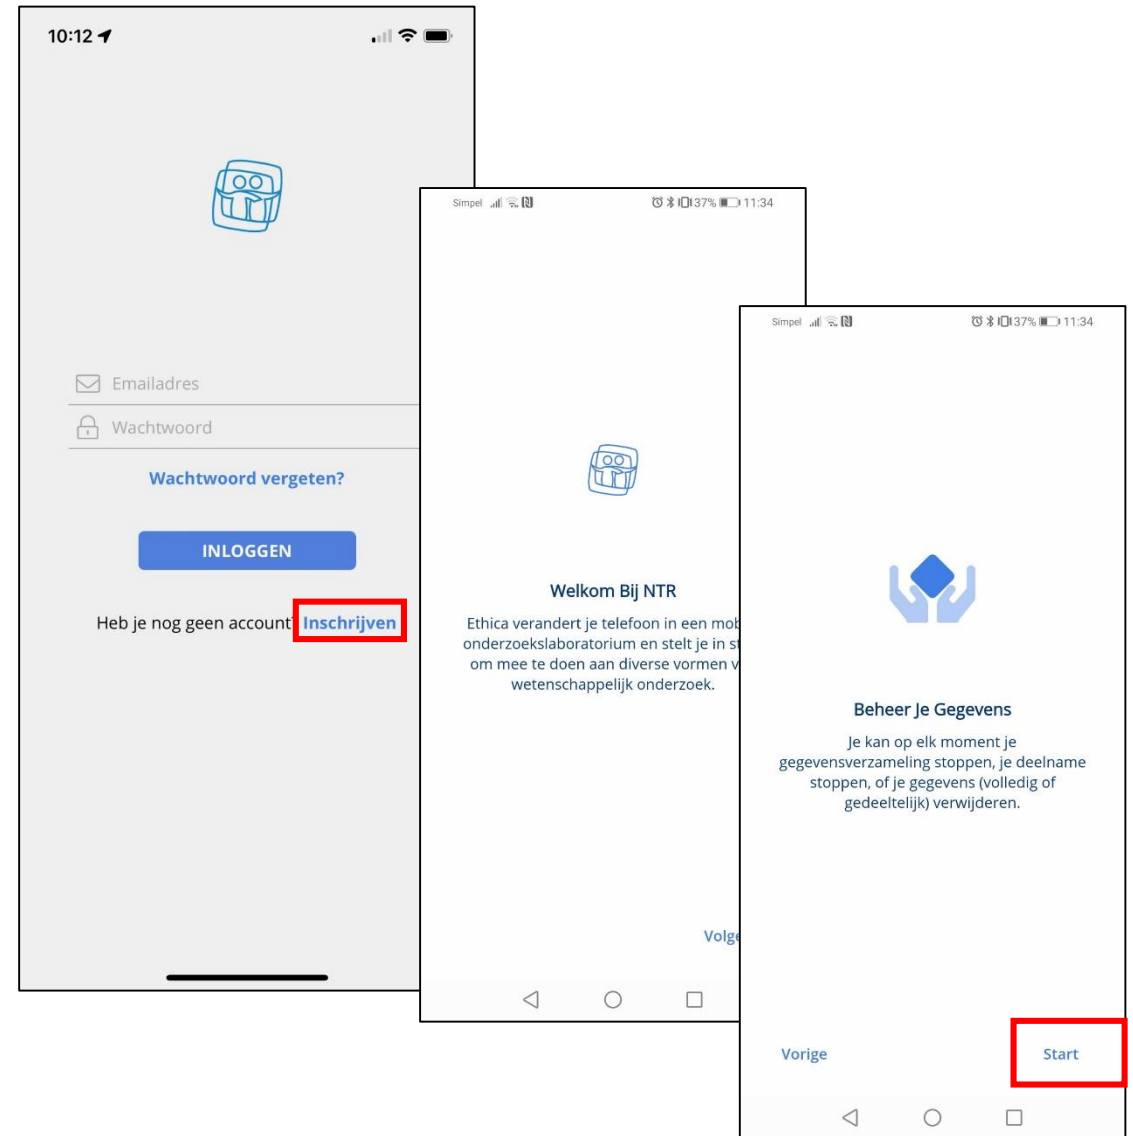 10:12
Emailadres
Wachtwoord
Wachtwoord vergeten?
INLOGGEN
Heb je nog geen account? Inschrijven
Simpel 37% 11:34
Welkom Bij NTR
Ethica verandert je telefoon in een
onderzoekslaboratorium en stelt je in
om mee te doen aan diverse vormen
wetenschappelijk onderzoek.
Simpel 37% 11:34
Beheer Je Gegevens
Je kan op elk moment je
gegevensverzameling stoppen, je deelname
stoppen, of je gegevens (volledig of
gedeeltelijk) verwijderen.
Vorige Start